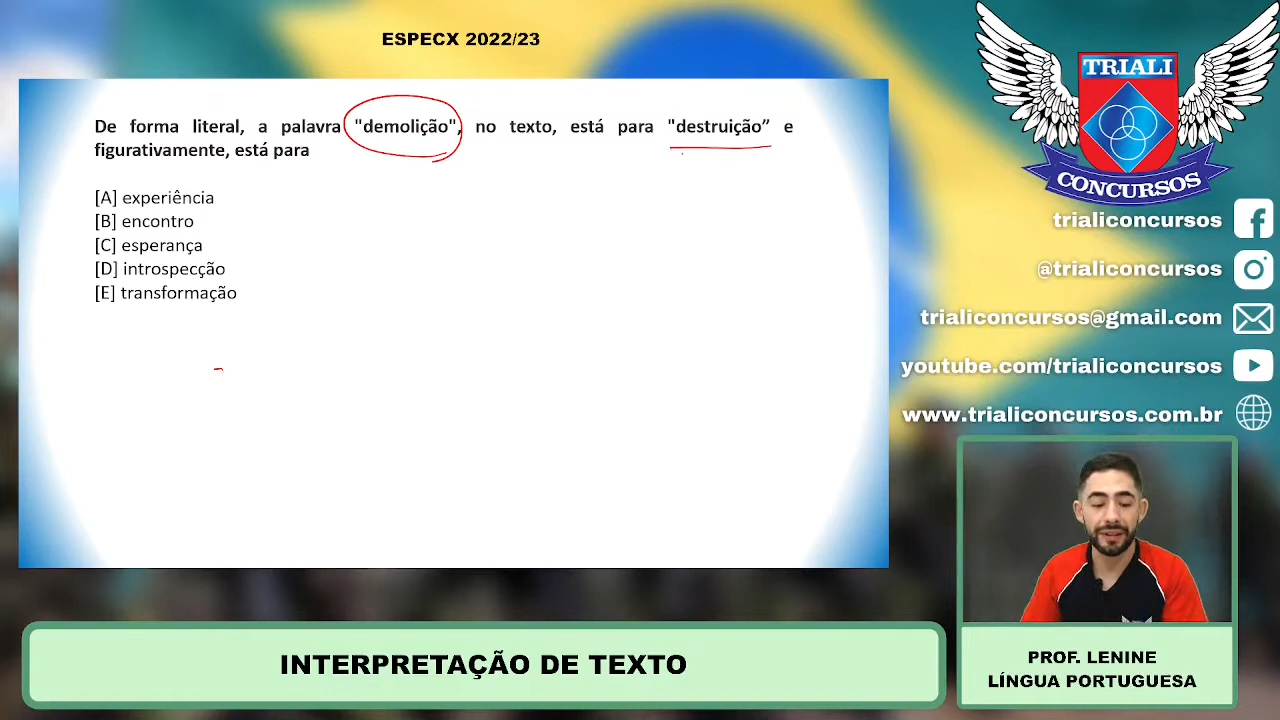 ESPECX 2022/23
De forma literal, a palavra "demolição", no texto, está para "destruição” e
figurativamente, está para
[A] experiência
[B] encontro
[C] esperança
[D] introspecção
[E] transformação
TRIALI
CONCURSOS
trialiconcursos
@trialiconcursos
trialiconcursos@gmail.com
youtube.com/trialiconcursos
www.trialiconcursos.com.br
INTERPRETAÇÃO DE TEXTO
PROF. LENINE
LÍNGUA PORTUGUESA